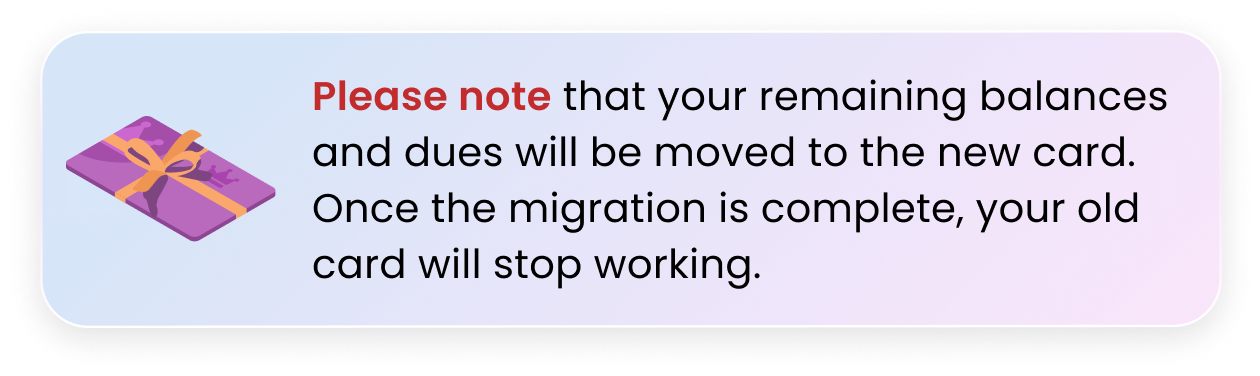 Please note that your remaining balances
and dues will be moved to the new card.
Once the migration is complete, your old
card will stop working.